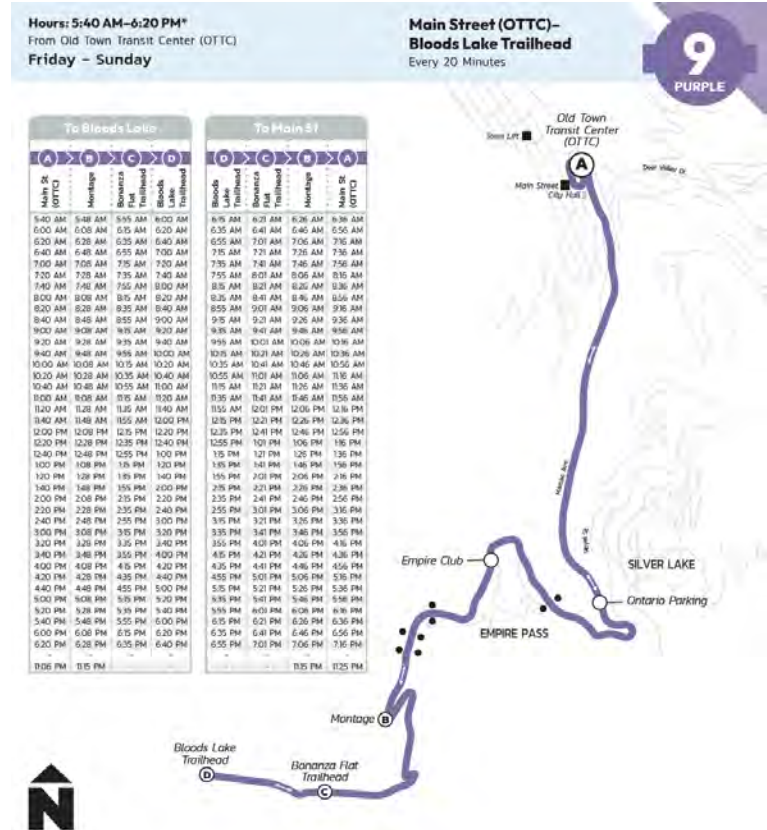 Hours: 5:40 AM–6:20 PM*
From Old Town Transit Center (OTTC)
Friday – Sunday
Main Street (OTTC)–
Bloods Lake Trailhead
Every 20 Minutes
9
PURPLE
To Bloods Lake
A B C D
Main St (OTTC)
Montage
Bonanza Flat Trailhead
Bloods Lake Trailhead
5:40 AM 5:48 AM 5:55 AM 6:00 AM
6:00 AM 6:08 AM 6:15 AM 6:20 AM
6:20 AM 6:28 AM 6:35 AM 6:40 AM
6:40 AM 6:48 AM 6:55 AM 7:00 AM
7:00 AM 7:08 AM 7:15 AM 7:20 AM
7:20 AM 7:28 AM 7:35 AM 7:40 AM
7:40 AM 7:48 AM 7:55 AM 8:00 AM
8:00 AM 8:08 AM 8:15 AM 8:20 AM
8:20 AM 8:28 AM 8:35 AM 8:40 AM
8:40 AM 8:48 AM 8:55 AM 9:00 AM
9:00 AM 9:08 AM 9:15 AM 9:20 AM
9:20 AM 9:28 AM 9:35 AM 9:40 AM
9:40 AM 9:48 AM 9:55 AM 10:00 AM
10:00 AM 10:08 AM 10:15 AM 10:20 AM
10:20 AM 10:28 AM 10:35 AM 10:40 AM
10:40 AM 10:48 AM 10:55 AM 11:00 AM
11:00 AM 11:08 AM 11:15 AM 11:20 AM
11:20 AM 11:28 AM 11:35 AM 11:40 AM
11:40 AM 11:48 AM 11:55 AM 12:00 PM
12:00 PM 12:08 PM 12:15 PM 12:20 PM
12:20 PM 12:28 PM 12:35 PM 12:40 PM
12:40 PM 12:48 PM 12:55 PM 1:00 PM
1:00 PM 1:08 PM 1:15 PM 1:20 PM
1:20 PM 1:28 PM 1:35 PM 1:40 PM
1:40 PM 1:48 PM 1:55 PM 2:00 PM
2:00 PM 2:08 PM 2:15 PM 2:20 PM
2:20 PM 2:28 PM 2:35 PM 2:40 PM
2:40 PM 2:48 PM 2:55 PM 3:00 PM
3:00 PM 3:08 PM 3:15 PM 3:20 PM
3:20 PM 3:28 PM 3:35 PM 3:40 PM
3:40 PM 3:48 PM 3:55 PM 4:00 PM
4:00 PM 4:08 PM 4:15 PM 4:20 PM
4:20 PM 4:28 PM 4:35 PM 4:40 PM
4:40 PM 4:48 PM 4:55 PM 5:00 PM
5:00 PM 5:08 PM 5:15 PM 5:20 PM
5:20 PM 5:28 PM 5:35 PM 5:40 PM
5:40 PM 5:48 PM 5:55 PM 6:00 PM
6:00 PM 6:08 PM 6:15 PM 6:20 PM
6:20 PM 6:28 PM 6:35 PM 6:40 PM
11:06 PM 11:15 PM
To Main St
D C B A
Bloods Lake Trailhead
Bonanza Flat Trailhead
Montage
Main St (OTTC)
6:15 AM 6:21 AM 6:26 AM 6:36 AM
6:35 AM 6:41 AM 6:46 AM 6:56 AM
6:55 AM 7:01 AM 7:06 AM 7:16 AM
7:15 AM 7:21 AM 7:26 AM 7:36 AM
7:35 AM 7:41 AM 7:46 AM 7:56 AM
7:55 AM 8:01 AM 8:06 AM 8:16 AM
8:15 AM 8:21 AM 8:26 AM 8:36 AM
8:35 AM 8:41 AM 8:46 AM 8:56 AM
8:55 AM 9:01 AM 9:06 AM 9:16 AM
9:15 AM 9:21 AM 9:26 AM 9:36 AM
9:35 AM 9:41 AM 9:46 AM 9:56 AM
9:55 AM 10:01 AM 10:06 AM 10:16 AM
10:15 AM 10:21 AM 10:26 AM 10:36 AM
10:35 AM 10:41 AM 10:46 AM 10:56 AM
10:55 AM 11:01 AM 11:06 AM 11:16 AM
11:15 AM 11:21 AM 11:26 AM 11:36 AM
11:35 AM 11:41 AM 11:46 AM 11:56 AM
11:55 AM 12:01 PM 12:06 PM 12:16 PM
12:15 PM 12:21 PM 12:26 PM 12:36 PM
12:35 PM 12:41 PM 12:46 PM 12:56 PM
12:55 PM 1:01 PM 1:06 PM 1:16 PM
1:15 PM 1:21 PM 1:26 PM 1:36 PM
1:35 PM 1:41 PM 1:46 PM 1:56 PM
1:55 PM 2:01 PM 2:06 PM 2:16 PM
2:15 PM 2:21 PM 2:26 PM 2:36 PM
2:35 PM 2:41 PM 2:46 PM 2:56 PM
2:55 PM 3:01 PM 3:06 PM 3:16 PM
3:15 PM 3:21 PM 3:26 PM 3:36 PM
3:35 PM 3:41 PM 3:46 PM 3:56 PM
3:55 PM 4:01 PM 4:06 PM 4:16 PM
4:15 PM 4:21 PM 4:26 PM 4:36 PM
4:35 PM 4:41 PM 4:46 PM 4:56 PM
4:55 PM 5:01 PM 5:06 PM 5:16 PM
5:15 PM 5:21 PM 5:26 PM 5:36 PM
5:35 PM 5:41 PM 5:46 PM 5:56 PM
5:55 PM 6:01 PM 6:06 PM 6:16 PM
6:15 PM 6:21 PM 6:26 PM 6:36 PM
6:35 PM 6:41 PM 6:46 PM 6:56 PM
6:55 PM 7:01 PM 7:06 PM 7:16 PM
11:15 PM 11:25 PM
Old Town
Transit Center
(OTTC)
Town Lift
A
Deer Valley Dr.
Main Street
City Hall
Marsac Ave
Empire Club
SILVER LAKE
Ontario Parking
EMPIRE PASS
Montage B
Bloods Lake
Trailhead
D
Bonanza Flat
Trailhead
C
N